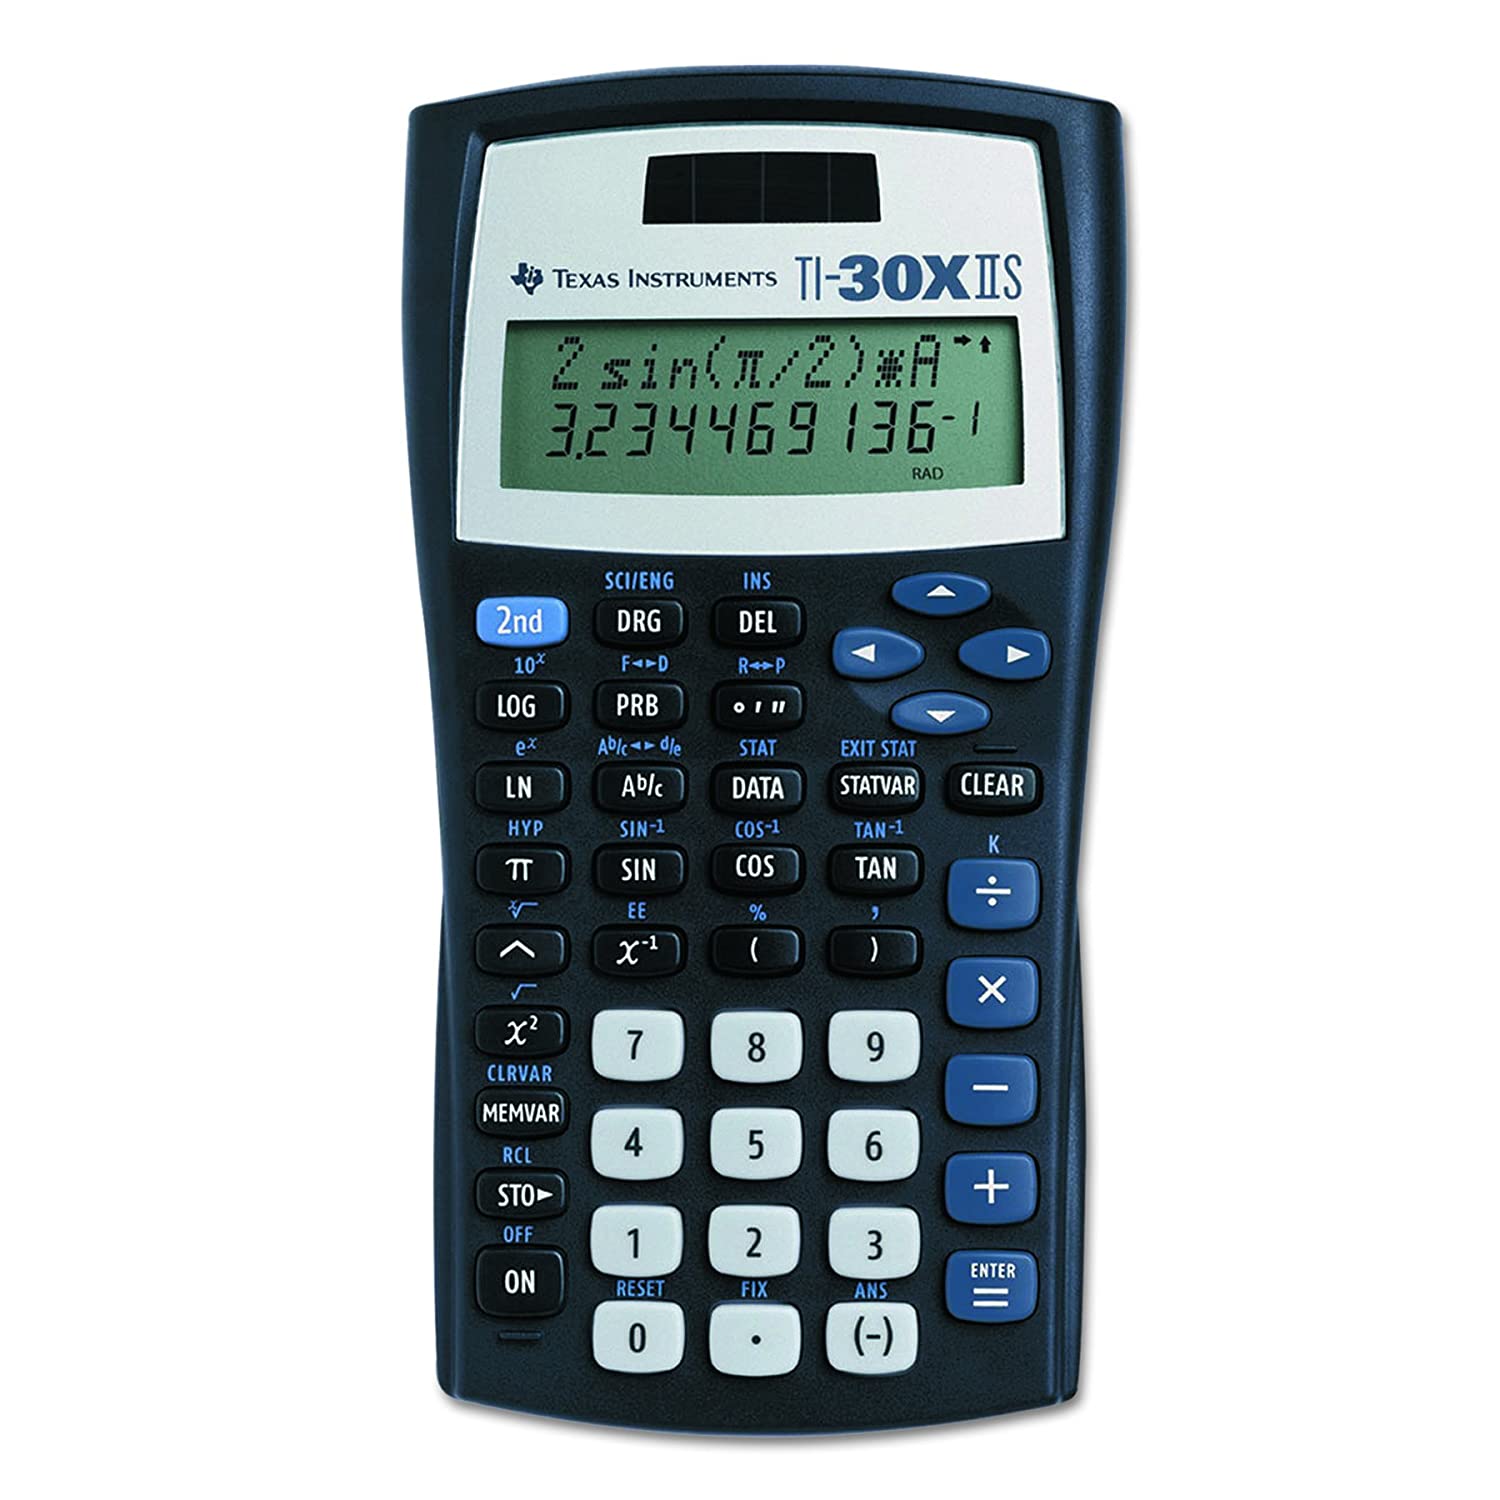 TEXAS INSTRUMENTS TI-30XIIS
2sin(π/2)*A→↑
3.234469136⁻¹
RAD
SCI/ENG INS
2nd DRG DEL
10ˣ F◄►D R◄►P
LOG PRB ° ' "
eˣ Ab/c◄► d/e STAT EXIT STAT
LN Ab/c DATA STATVAR CLEAR
HYP SIN⁻¹ COS⁻¹ TAN⁻¹ K
π SIN COS TAN ÷
ˣ√ EE % ,
^ x⁻¹ ( ) ×
√
x² 7 8 9
CLRVAR
MEMVAR 4 5 6 −
RCL
STO► 1 2 3 +
OFF
ON RESET FIX ANS ENTER
0 . (−) =